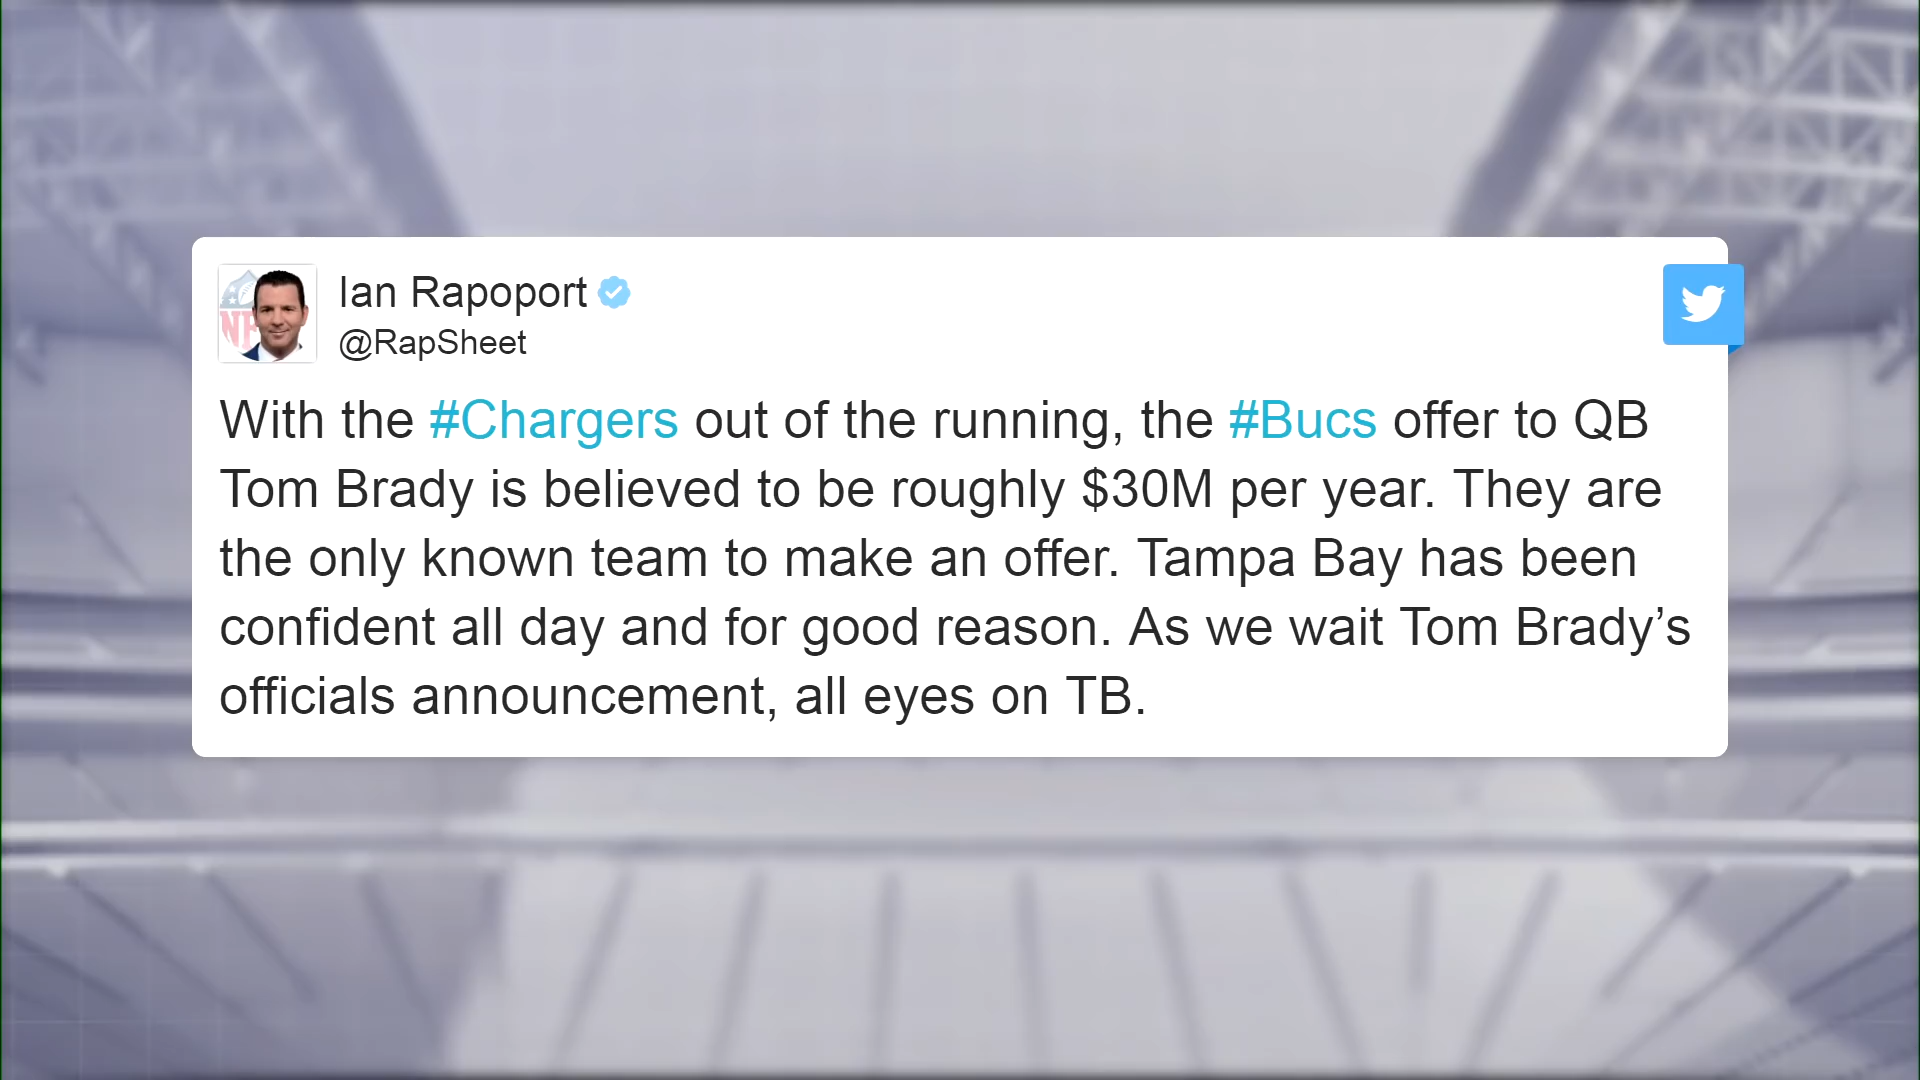 Ian Rapoport
@RapSheet
With the #Chargers out of the running, the #Bucs offer to QB
Tom Brady is believed to be roughly $30M per year. They are
the only known team to make an offer. Tampa Bay has been
confident all day and for good reason. As we wait Tom Brady’s
officials announcement, all eyes on TB.